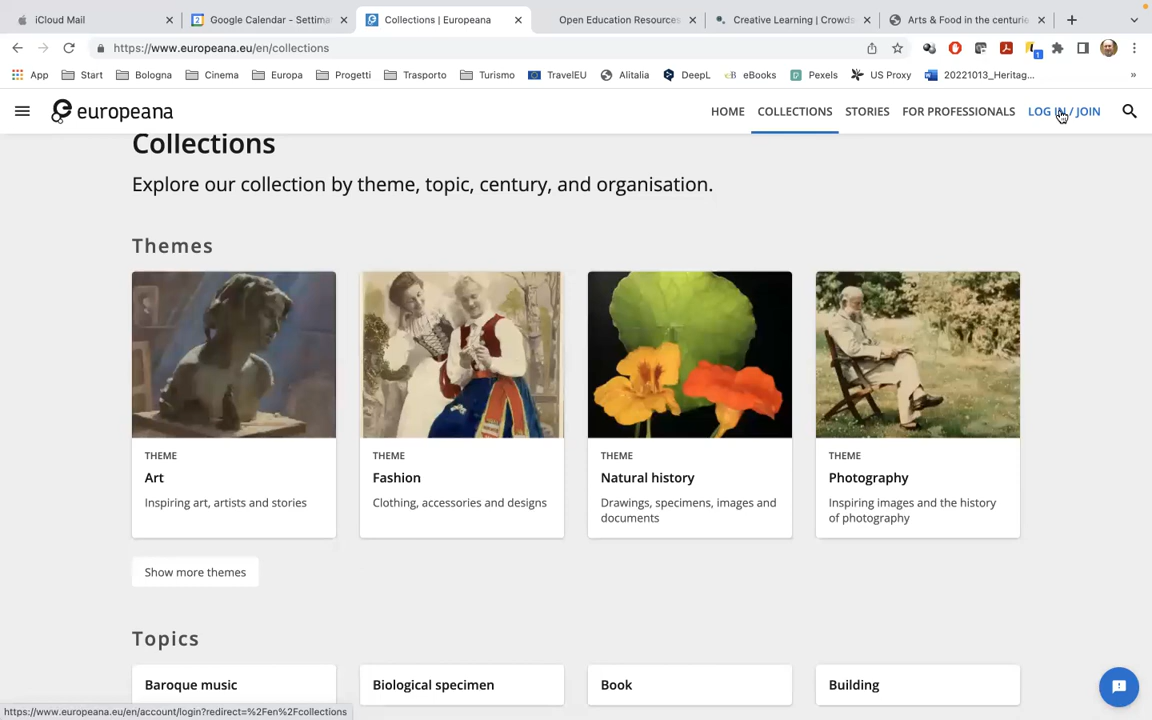 iCloud Mail
Google Calendar - Settima
Collections | Europeana
Open Education Resources
Creative Learning | Crowds
Arts & Food in the centurie
https://www.europeana.eu/en/collections
1
App
Start
Bologna
Cinema
Europa
Progetti
Trasporto
Turismo
TravelEU
Alitalia
DeepL
eBooks
Pexels
US Proxy
20221013_Heritag...
»
europeana
HOME
COLLECTIONS
STORIES
FOR PROFESSIONALS
LOG IN / JOIN
Collections
Explore our collection by theme, topic, century, and organisation.
Themes
THEME
Art
Inspiring art, artists and stories
THEME
Fashion
Clothing, accessories and designs
THEME
Natural history
Drawings, specimens, images and
documents
THEME
Photography
Inspiring images and the history
of photography
Show more themes
Topics
Baroque music
Biological specimen
Book
Building
https://www.europeana.eu/en/account/login?redirect=%2Fen%2Fcollections